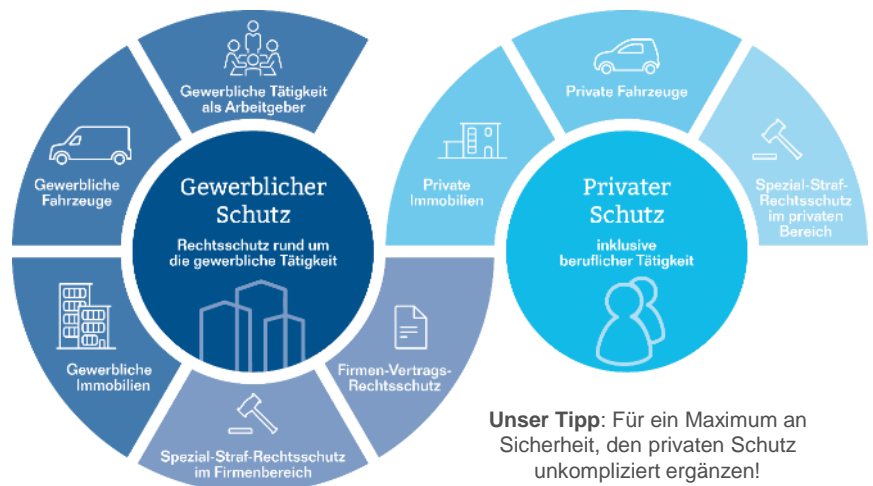 Gewerbliche Tätigkeit
als Arbeitgeber
Gewerbliche
Fahrzeuge
Gewerblicher
Schutz
Rechtsschutz rund um
die gewerbliche Tätigkeit
Gewerbliche
Immobilien
Spezial-Straf-Rechtsschutz
im Firmenbereich
Firmen-Vertrags-
Rechtsschutz
Private
Immobilien
Private Fahrzeuge
Spezial-Straf-
Rechtsschutz
im privaten
Bereich
Privater
Schutz
inklusive
beruflicher Tätigkeit
Unser Tipp: Für ein Maximum an
Sicherheit, den privaten Schutz
unkompliziert ergänzen!